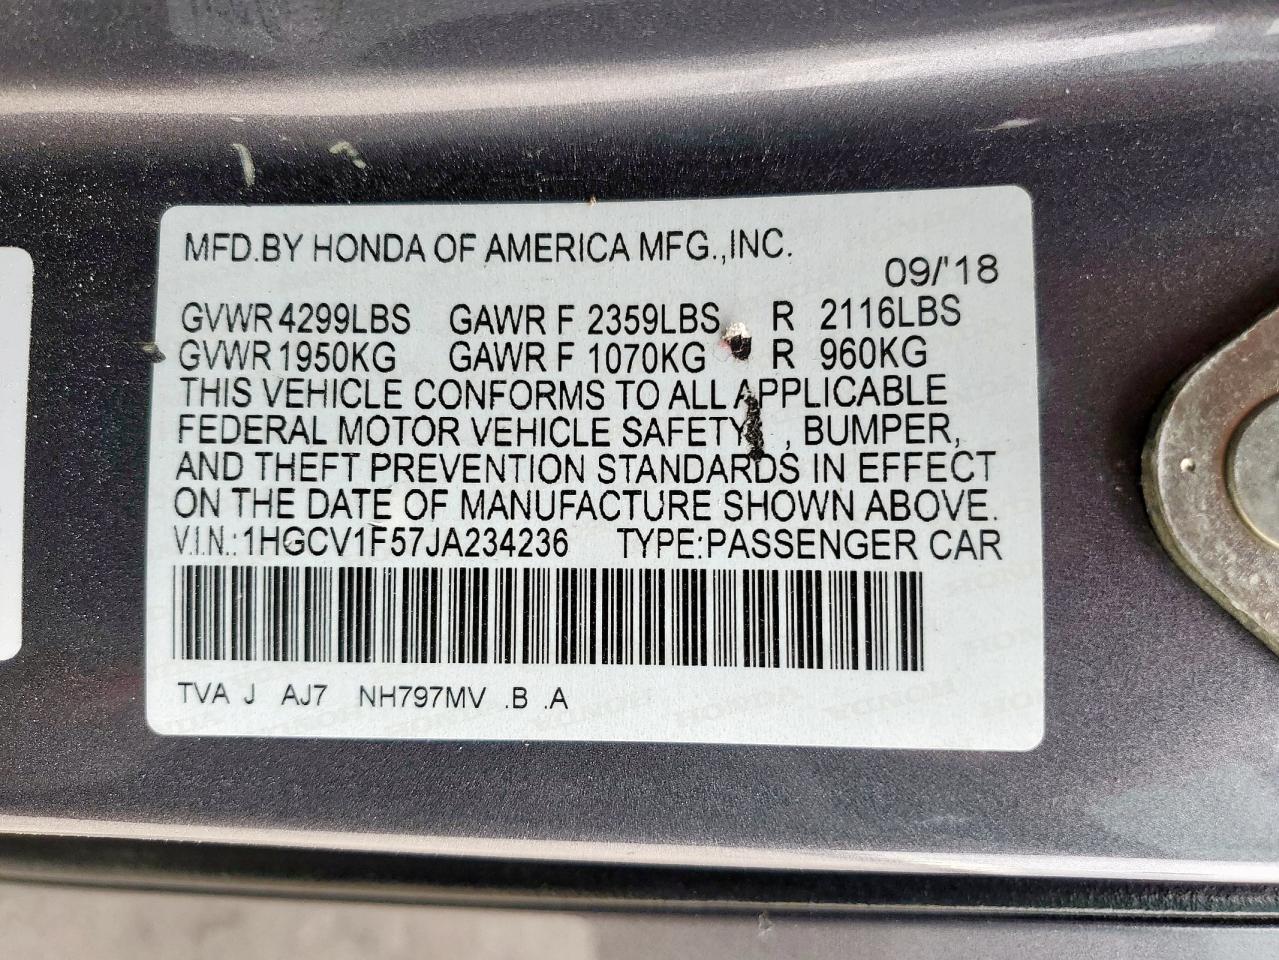 MFD.BY HONDA OF AMERICA MFG.,INC.
09/'18
GVWR 4299LBS GAWR F 2359LBS R 2116LBS
GVWR 1950KG GAWR F 1070KG R 960KG
THIS VEHICLE CONFORMS TO ALL APPLICABLE
FEDERAL MOTOR VEHICLE SAFETY , BUMPER,
AND THEFT PREVENTION STANDARDS IN EFFECT
ON THE DATE OF MANUFACTURE SHOWN ABOVE.
V.I.N.: 1HGCV1F57JA234236 TYPE:PASSENGER CAR
TVA J AJ7 NH797MV .B .A